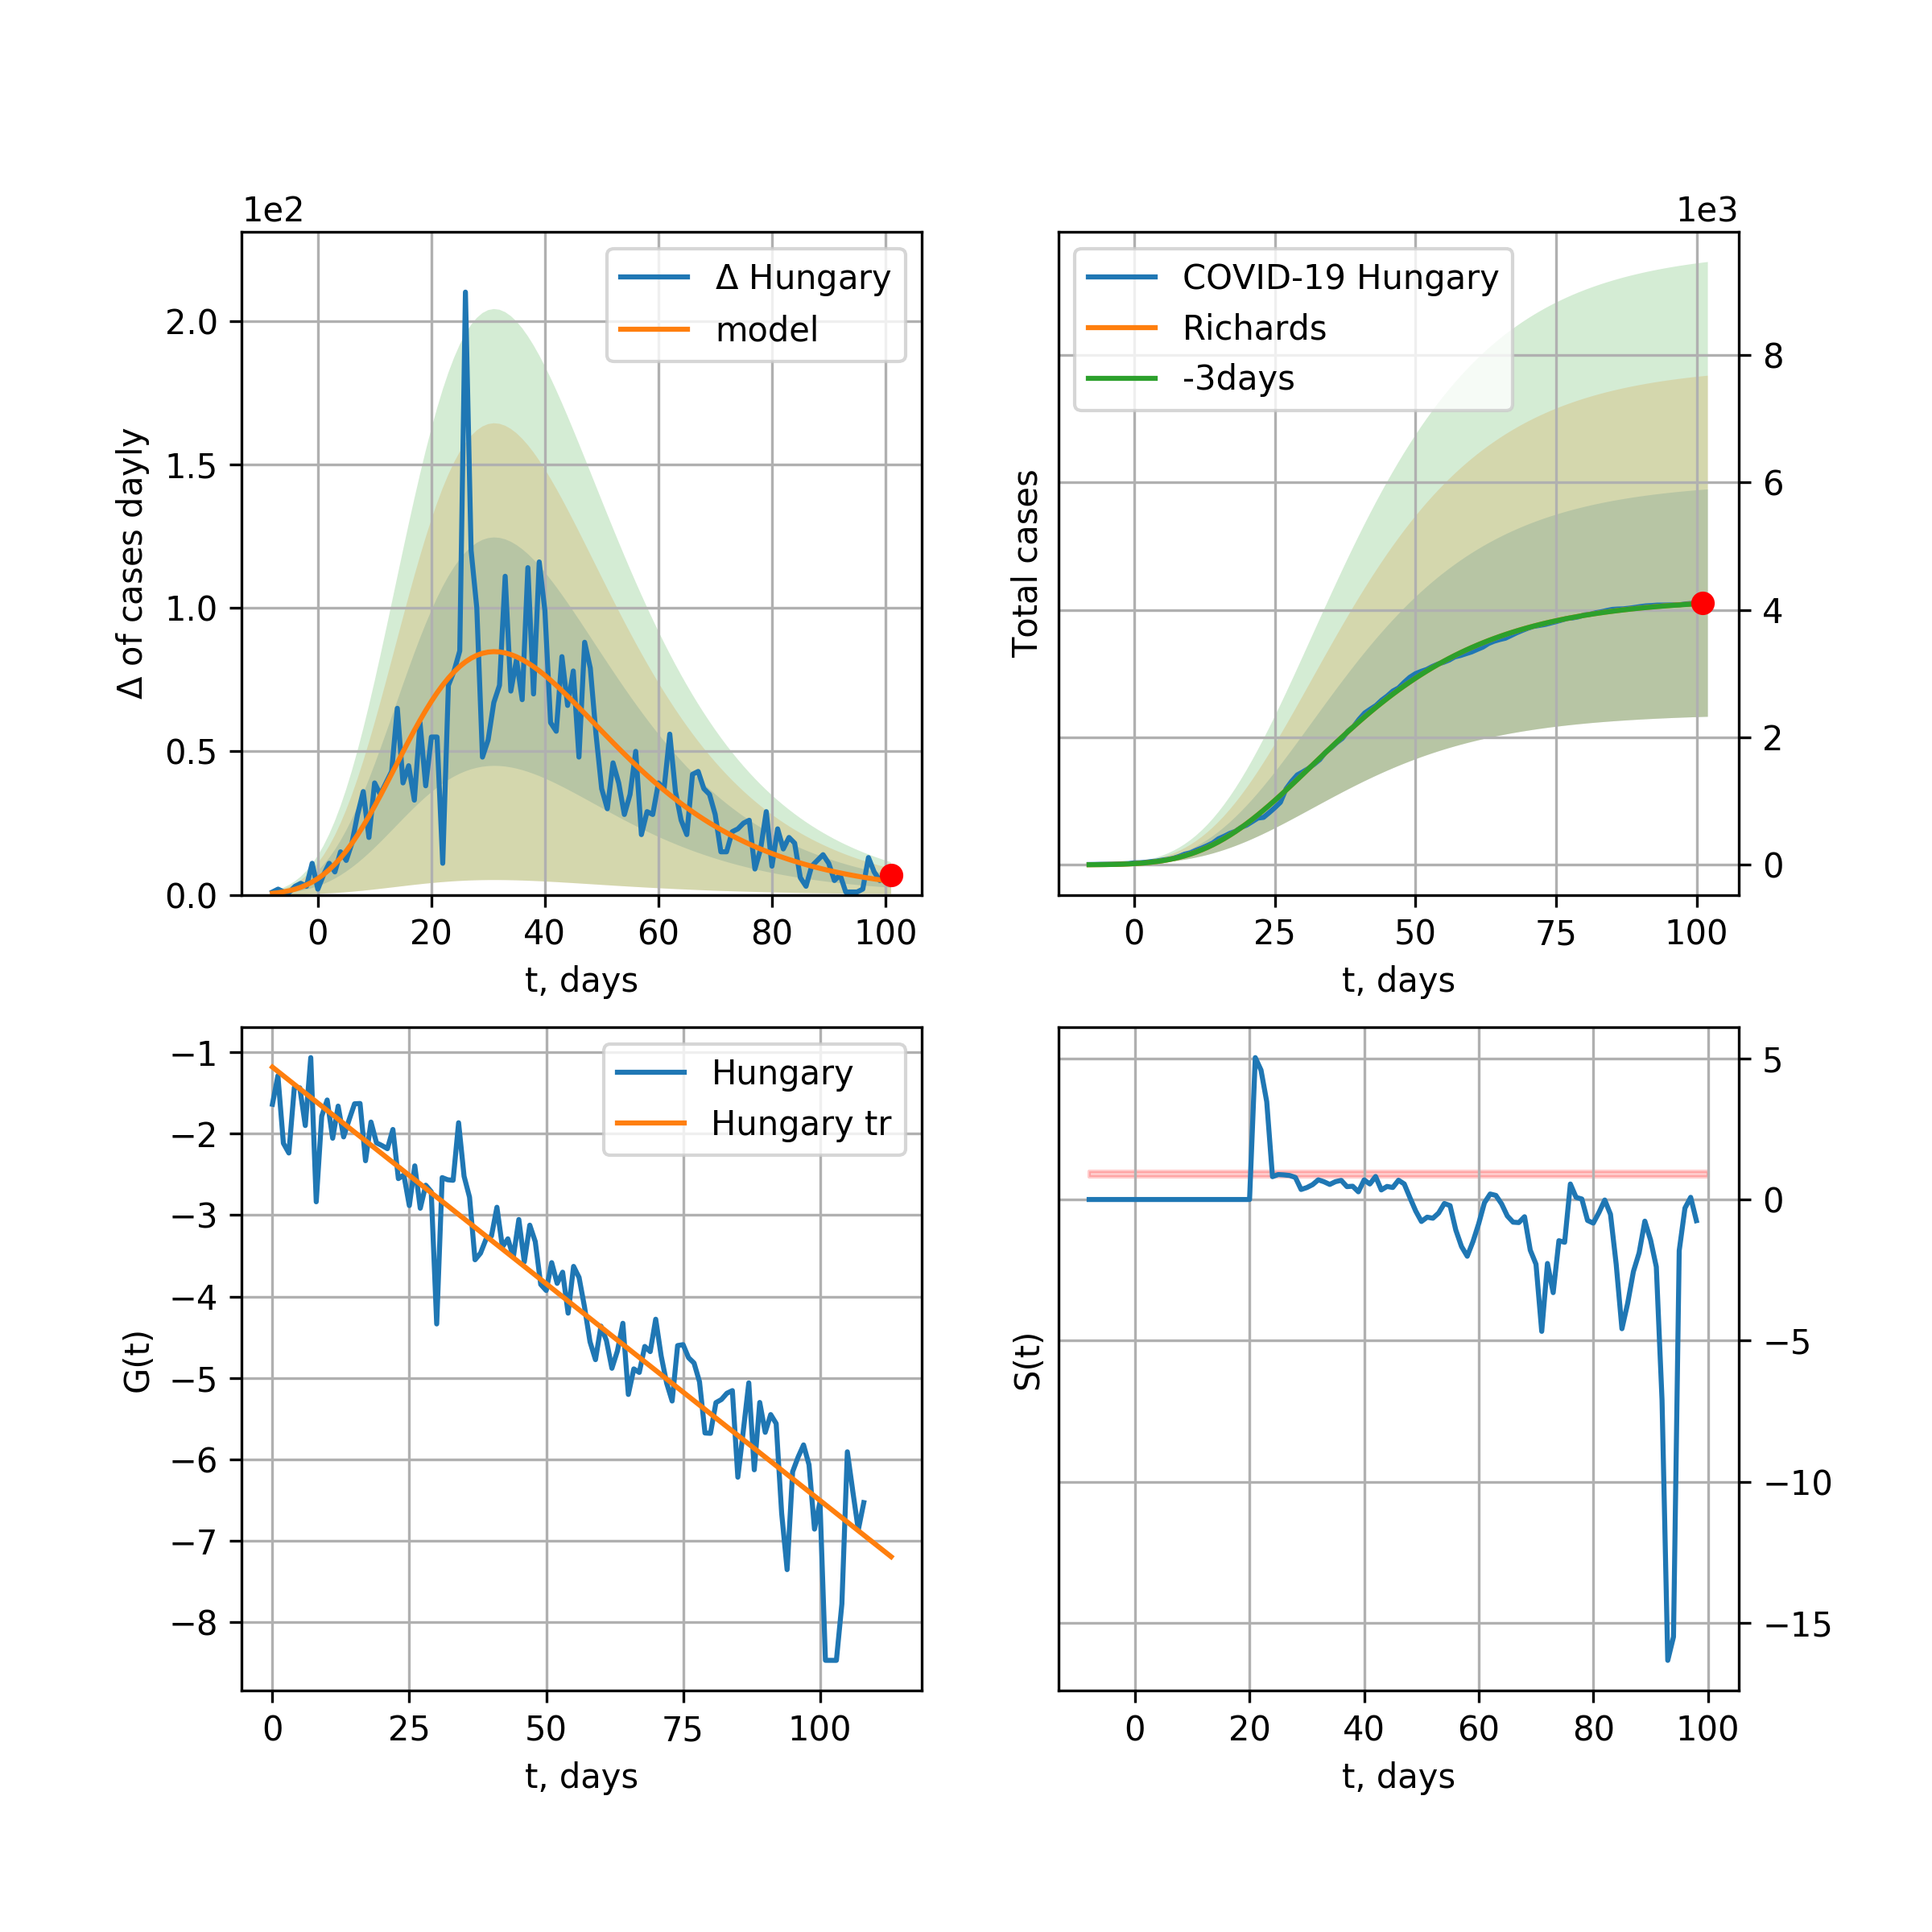 1e2
Δ of cases dayly
2.0
1.5
1.0
0.5
0.0
Δ Hungary
model
0 20 40 60 80 100
t, days
1e3
Total cases
COVID-19 Hungary
Richards
-3days
8
6
4
2
0
0 25 50 75 100
t, days
G(t)
−1
−2
−3
−4
−5
−6
−7
−8
Hungary
Hungary tr
0 25 50 75 100
t, days
S(t)
5
0
−5
−10
−15
0 20 40 60 80 100
t, days